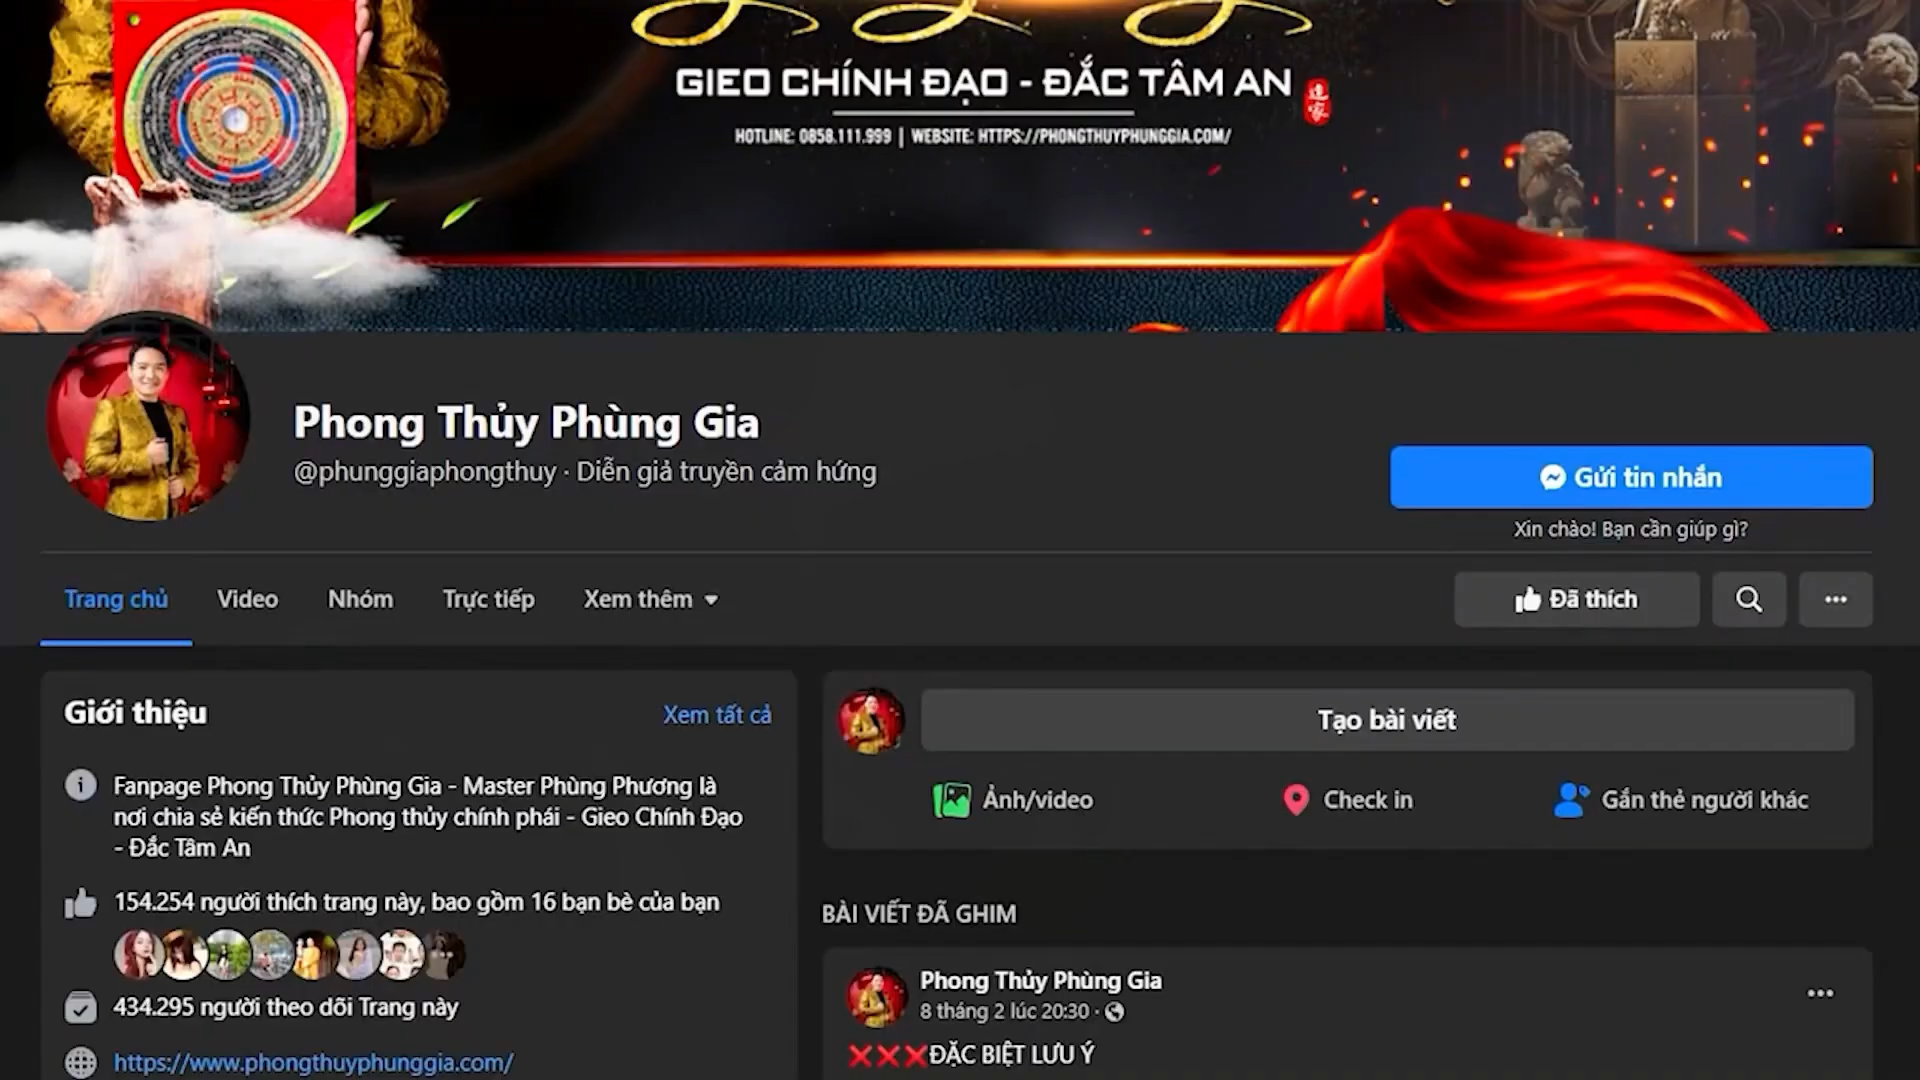 GIEO CHÍNH ĐẠO - ĐẮC TÂM AN
HOTLINE: 0858.111.999 | WEBSITE: HTTPS://PHONGTHUYPHUNGGIA.COM/
Phong Thủy Phùng Gia
@phunggiaphongthuy · Diễn giả truyền cảm hứng
Gửi tin nhắn
Xin chào! Bạn cần giúp gì?
Trang chủ Video Nhóm Trực tiếp Xem thêm
Đã thích
Giới thiệu
Xem tất cả
Fanpage Phong Thủy Phùng Gia - Master Phùng Phương là
nơi chia sẻ kiến thức Phong thủy chính phái - Gieo Chính Đạo
- Đắc Tâm An
154.254 người thích trang này, bao gồm 16 bạn bè của bạn
434.295 người theo dõi Trang này
https://www.phongthuyphunggia.com/
Tạo bài viết
Ảnh/video Check in Gắn thẻ người khác
BÀI VIẾT ĐÃ GHIM
Phong Thủy Phùng Gia
8 tháng 2 lúc 20:30 ·
❌❌❌ĐẶC BIỆT LƯU Ý